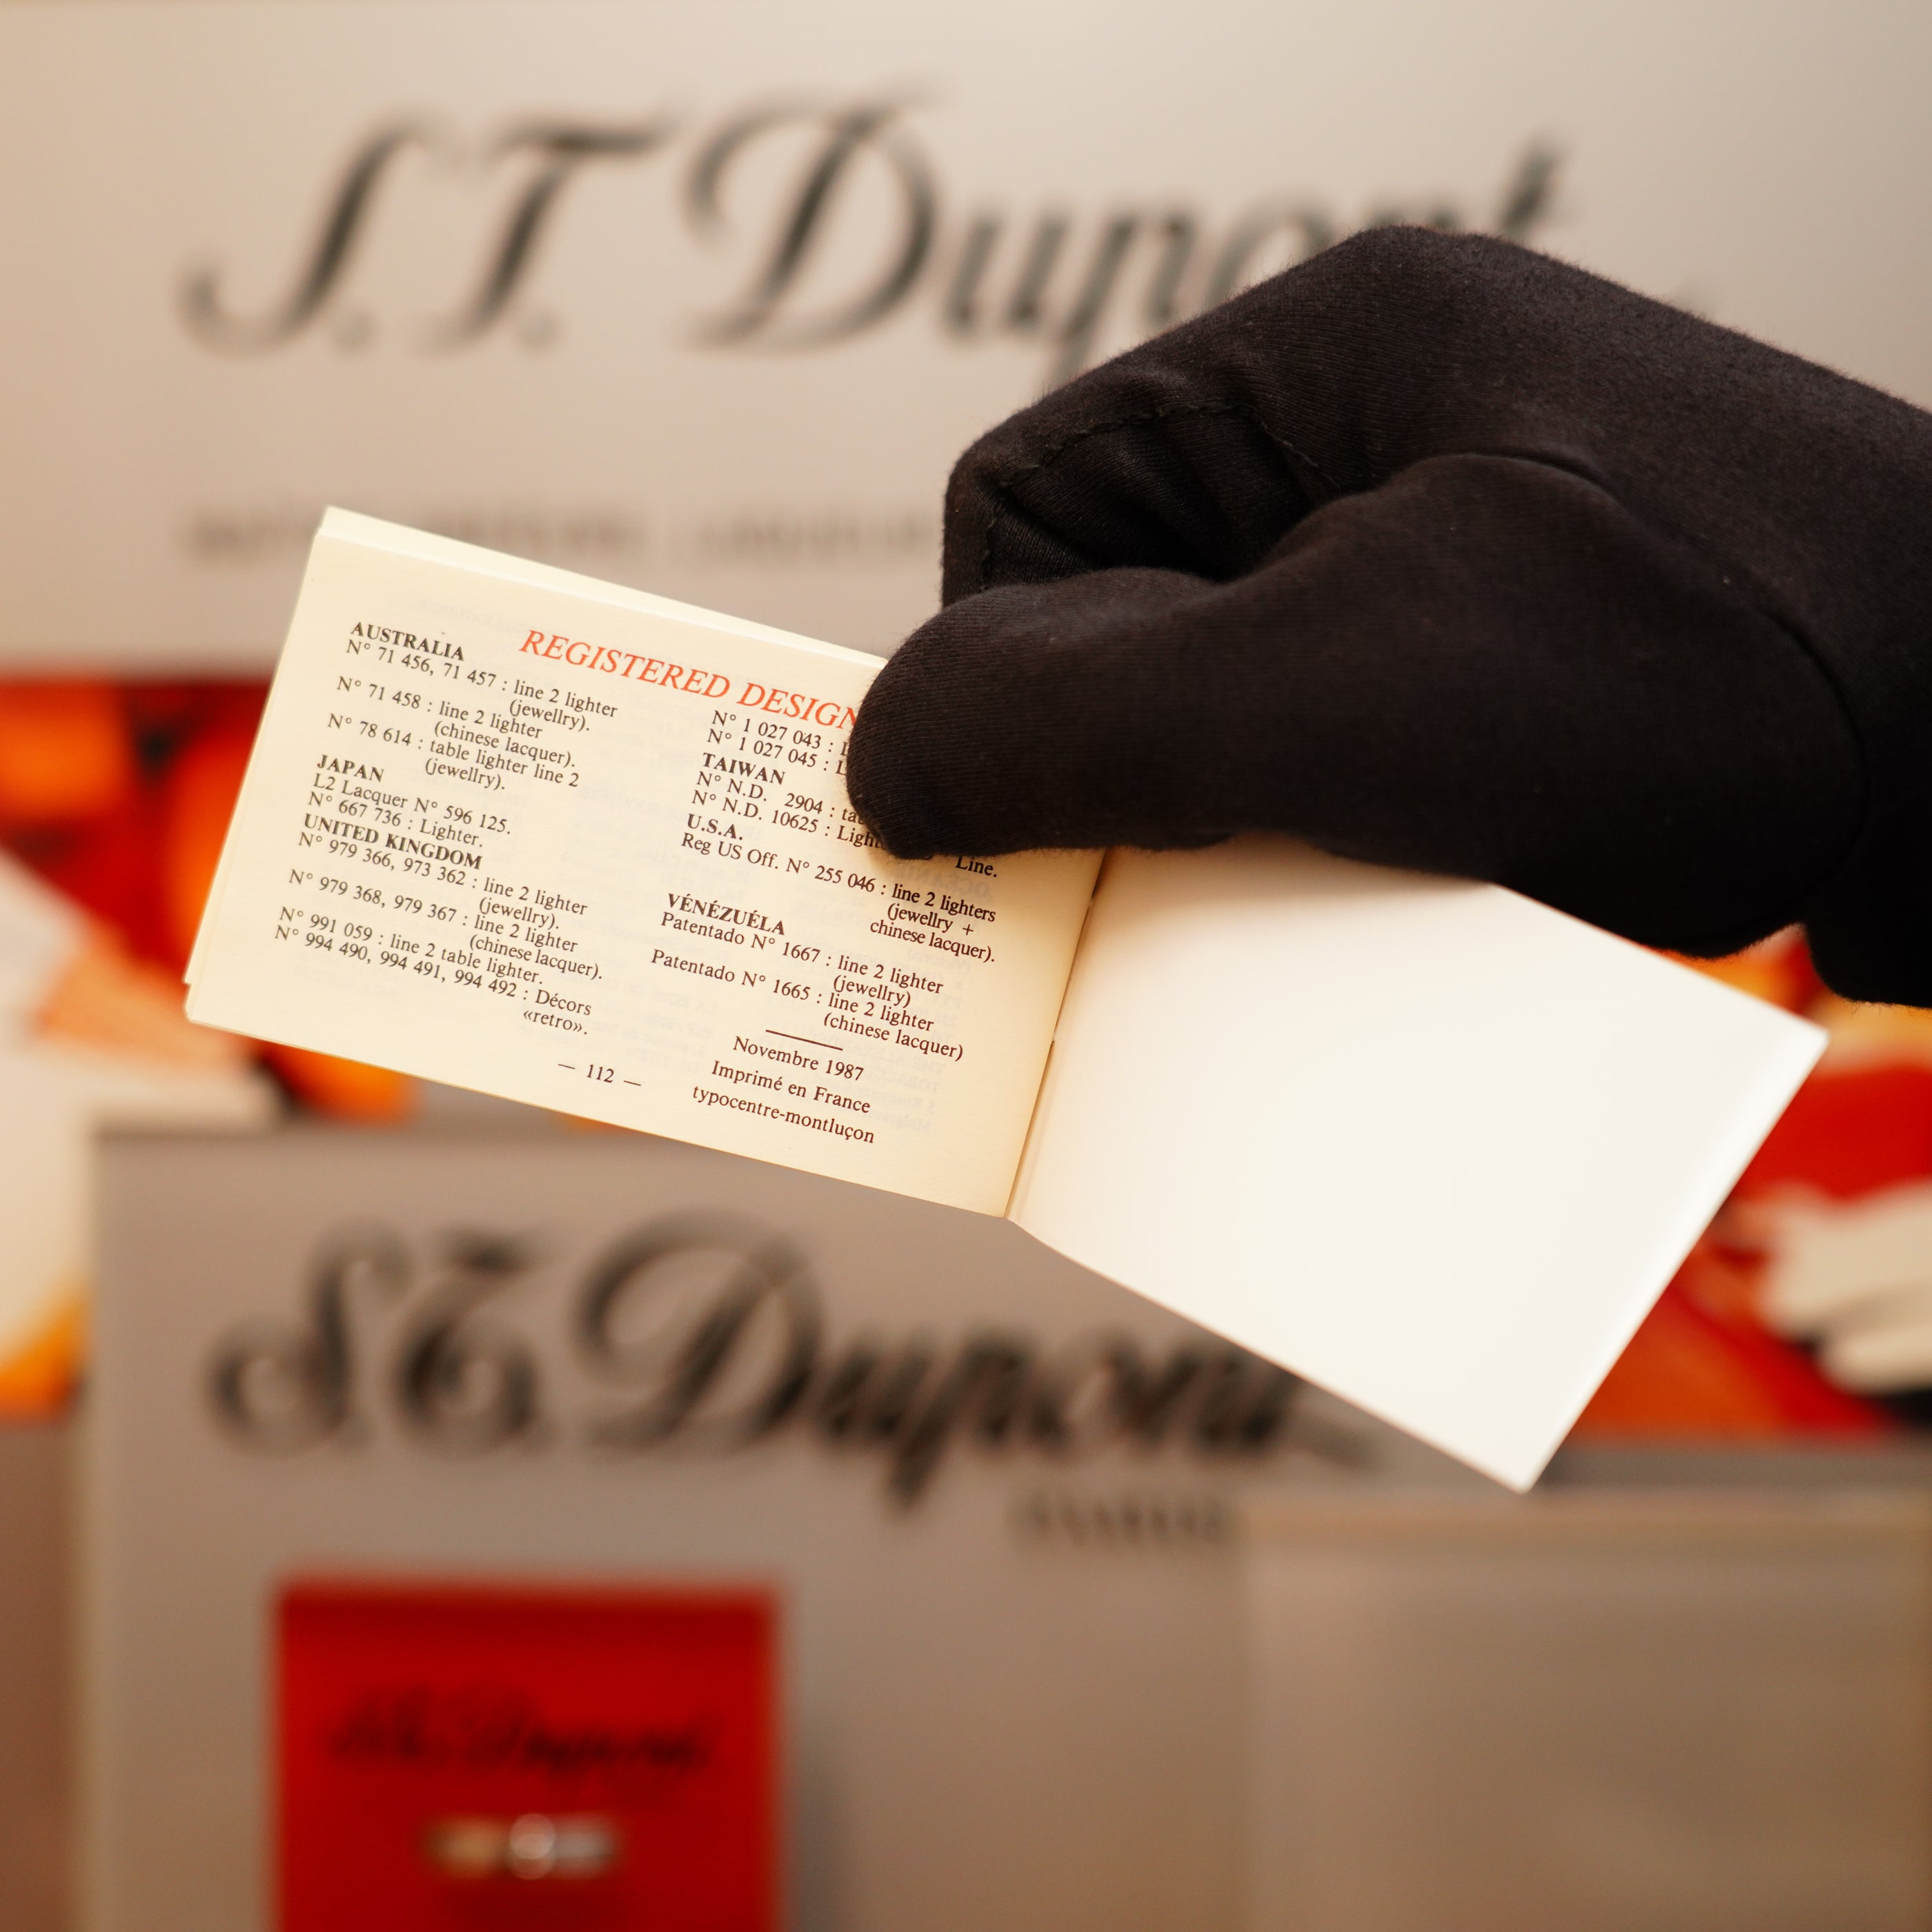 S.T. Dupont
REGISTERED DESIGN
AUSTRALIA
N° 71 456, 71 457 : line 2 lighter
(jewellry).
N° 71 458 : line 2 lighter
(chinese lacquer).
N° 78 614 : table lighter line 2
(jewellry).
JAPAN
L2 Lacquer N° 596 125.
N° 667 736 : Lighter.
UNITED KINGDOM
N° 979 366, 973 362 : line 2 lighter
(jewellry).
N° 979 368, 979 367 : line 2 lighter
(chinese lacquer).
N° 991 059 : line 2 table lighter.
N° 994 490, 994 491, 994 492 : Décors
«retro».
N° 1 027 043 :
N° 1 027 045 :
TAIWAN
N° N.D. 2904 :
N° N.D. 10625 :
Line.
U.S.A.
Reg US Off. N° 255 046 : line 2 lighters
(jewellry +
chinese lacquer).
VÉNÉZUÉLA
Patentado N° 1667 : line 2 lighter
(jewellry)
Patentado N° 1665 : line 2 lighter
(chinese lacquer)
Novembre 1987
Imprimé en France
typocentre-montluçon
— 112 —
S.T. Dupont
PARIS
S.T. Dupont